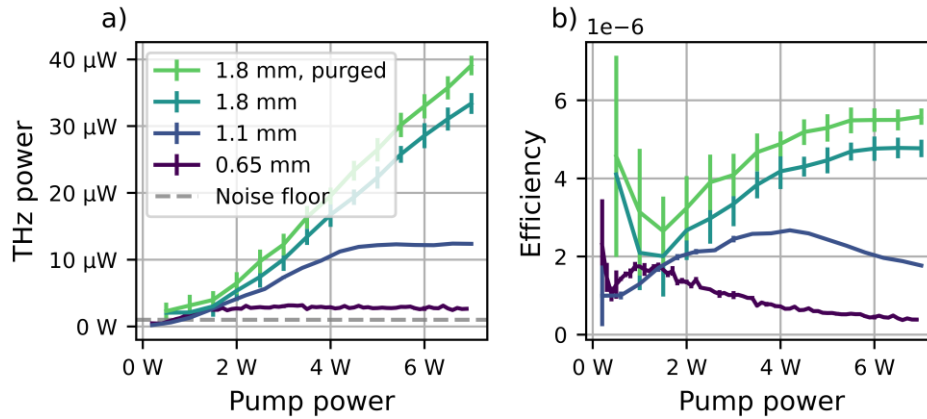 a)
THz power
40 µW
30 µW
20 µW
10 µW
0 W
1.8 mm, purged
1.8 mm
1.1 mm
0.65 mm
Noise floor
0 W
2 W
4 W
6 W
Pump power
b)
1e−6
Efficiency
6
4
2
0
0 W
2 W
4 W
6 W
Pump power